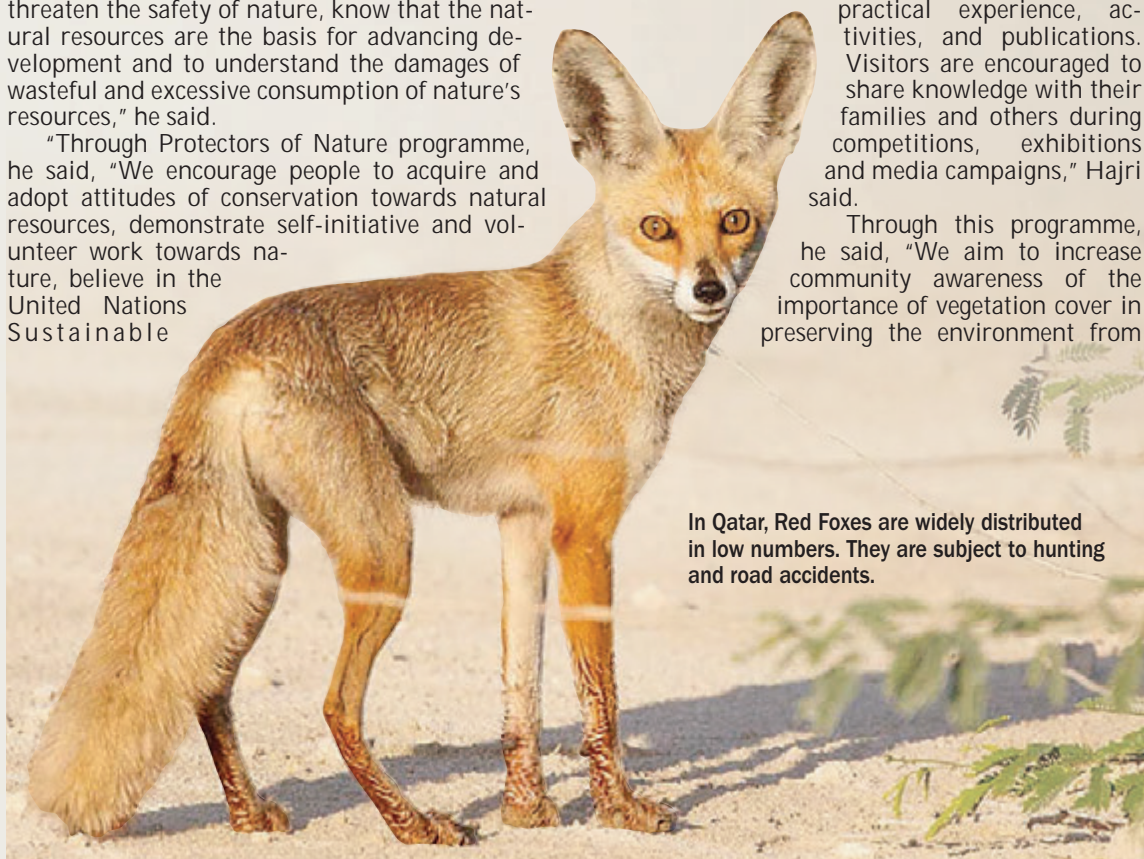 threaten the safety of nature, know that the nat-
ural resources are the basis for advancing de-
velopment and to understand the damages of
wasteful and excessive consumption of nature's
resources," he said.
"Through Protectors of Nature programme,
he said, “We encourage people to acquire and
adopt attitudes of conservation towards natural
resources, demonstrate self-initiative and vol-
unteer work towards na-
ture, believe in the
United Nations
Sustainable
practical experience, ac-
tivities, and publications.
Visitors are encouraged to
share knowledge with their
families and others during
competitions, exhibitions
and media campaigns," Hajri
said.
Through this programme,
he said, “We aim to increase
community awareness of the
importance of vegetation cover in
preserving the environment from
In Qatar, Red Foxes are widely distributed
in low numbers. They are subject to hunting
and road accidents.